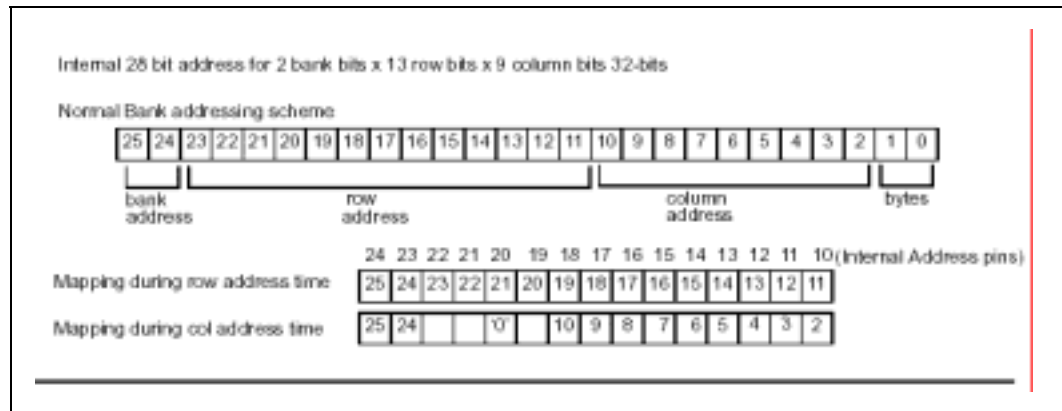 Internal 28 bit address for 2 bank bits x 13 row bits x 9 column bits 32-bits
Normal Bank addressing scheme
25 24 23 22 21 20 19 18 17 16 15 14 13 12 11 10 9 8 7 6 5 4 3 2 1 0
bank address row address column address bytes
24 23 22 21 20 19 18 17 16 15 14 13 12 11 10 (Internal Address pins)
Mapping during row address time 25 24 23 22 21 20 19 18 17 16 15 14 13 12 11
Mapping during col address time 25 24 '0' 10 9 8 7 6 5 4 3 2